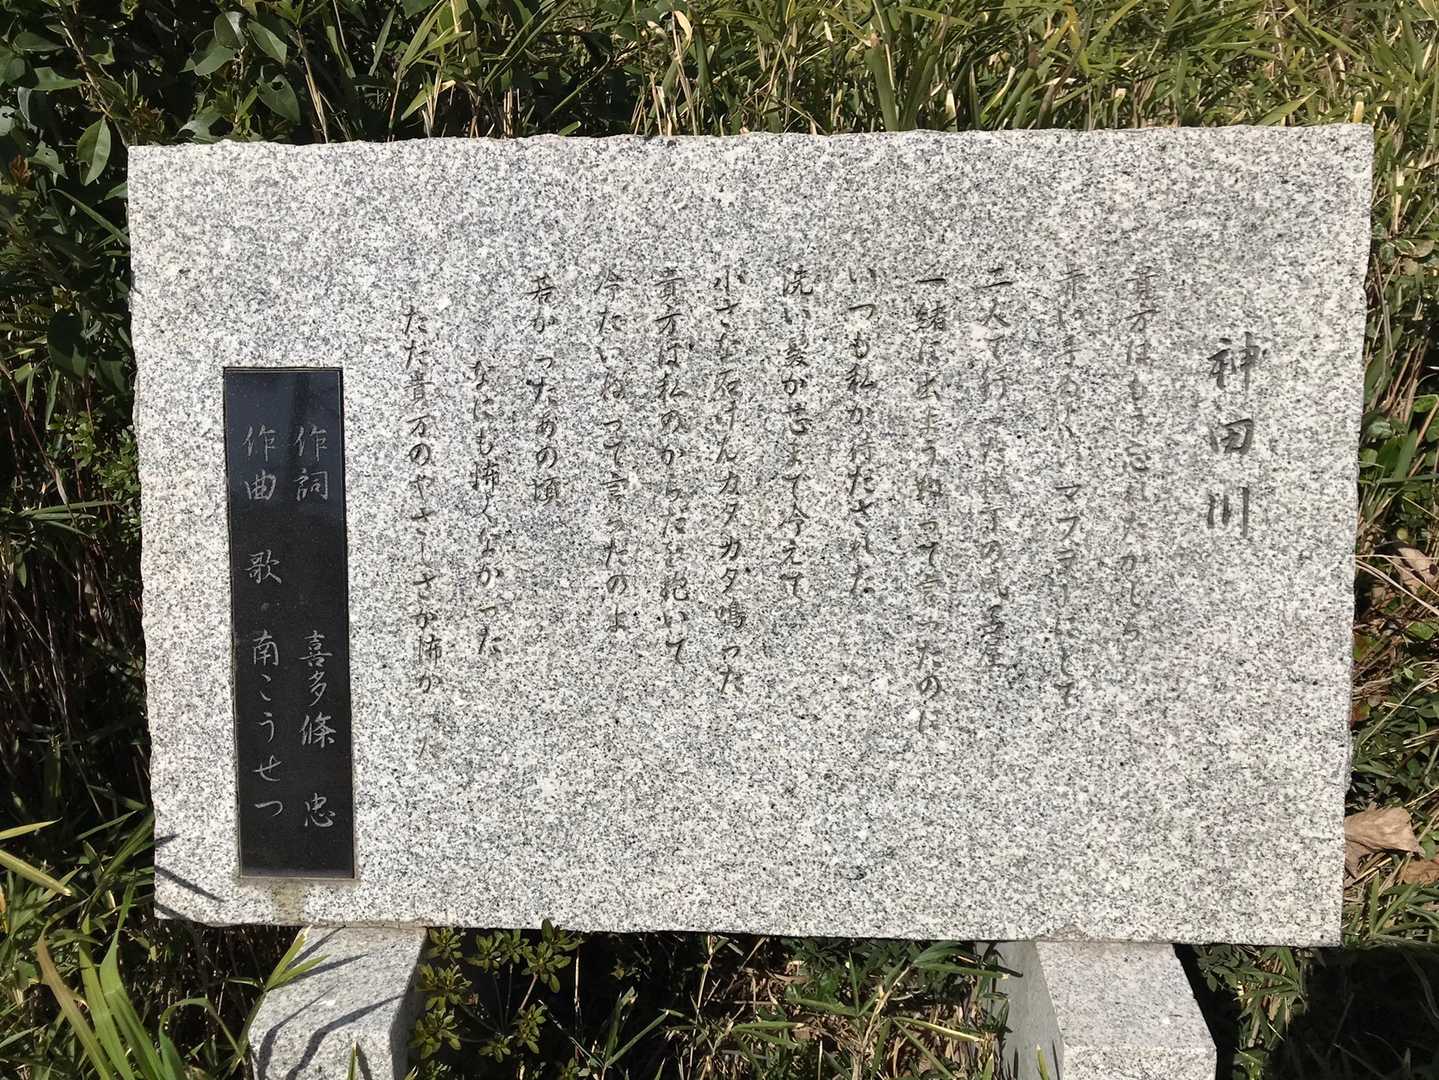 神田川
貴方はもう忘れたかしら
赤い手ぬぐい マフラーにして
二人で行った横丁の風呂屋
一緒に出ようねって言ったのに
いつも私が待たされた
洗い髪が芯まで冷えて
小さな石けんカタカタ鳴った
貴方は私のからだを抱いて
冷たいねって言ったのよ
若かったあの頃
なにも怖くなかった
ただ貴方のやさしさが怖かった
作詞 喜多條 忠
作曲 歌・南こうせつ